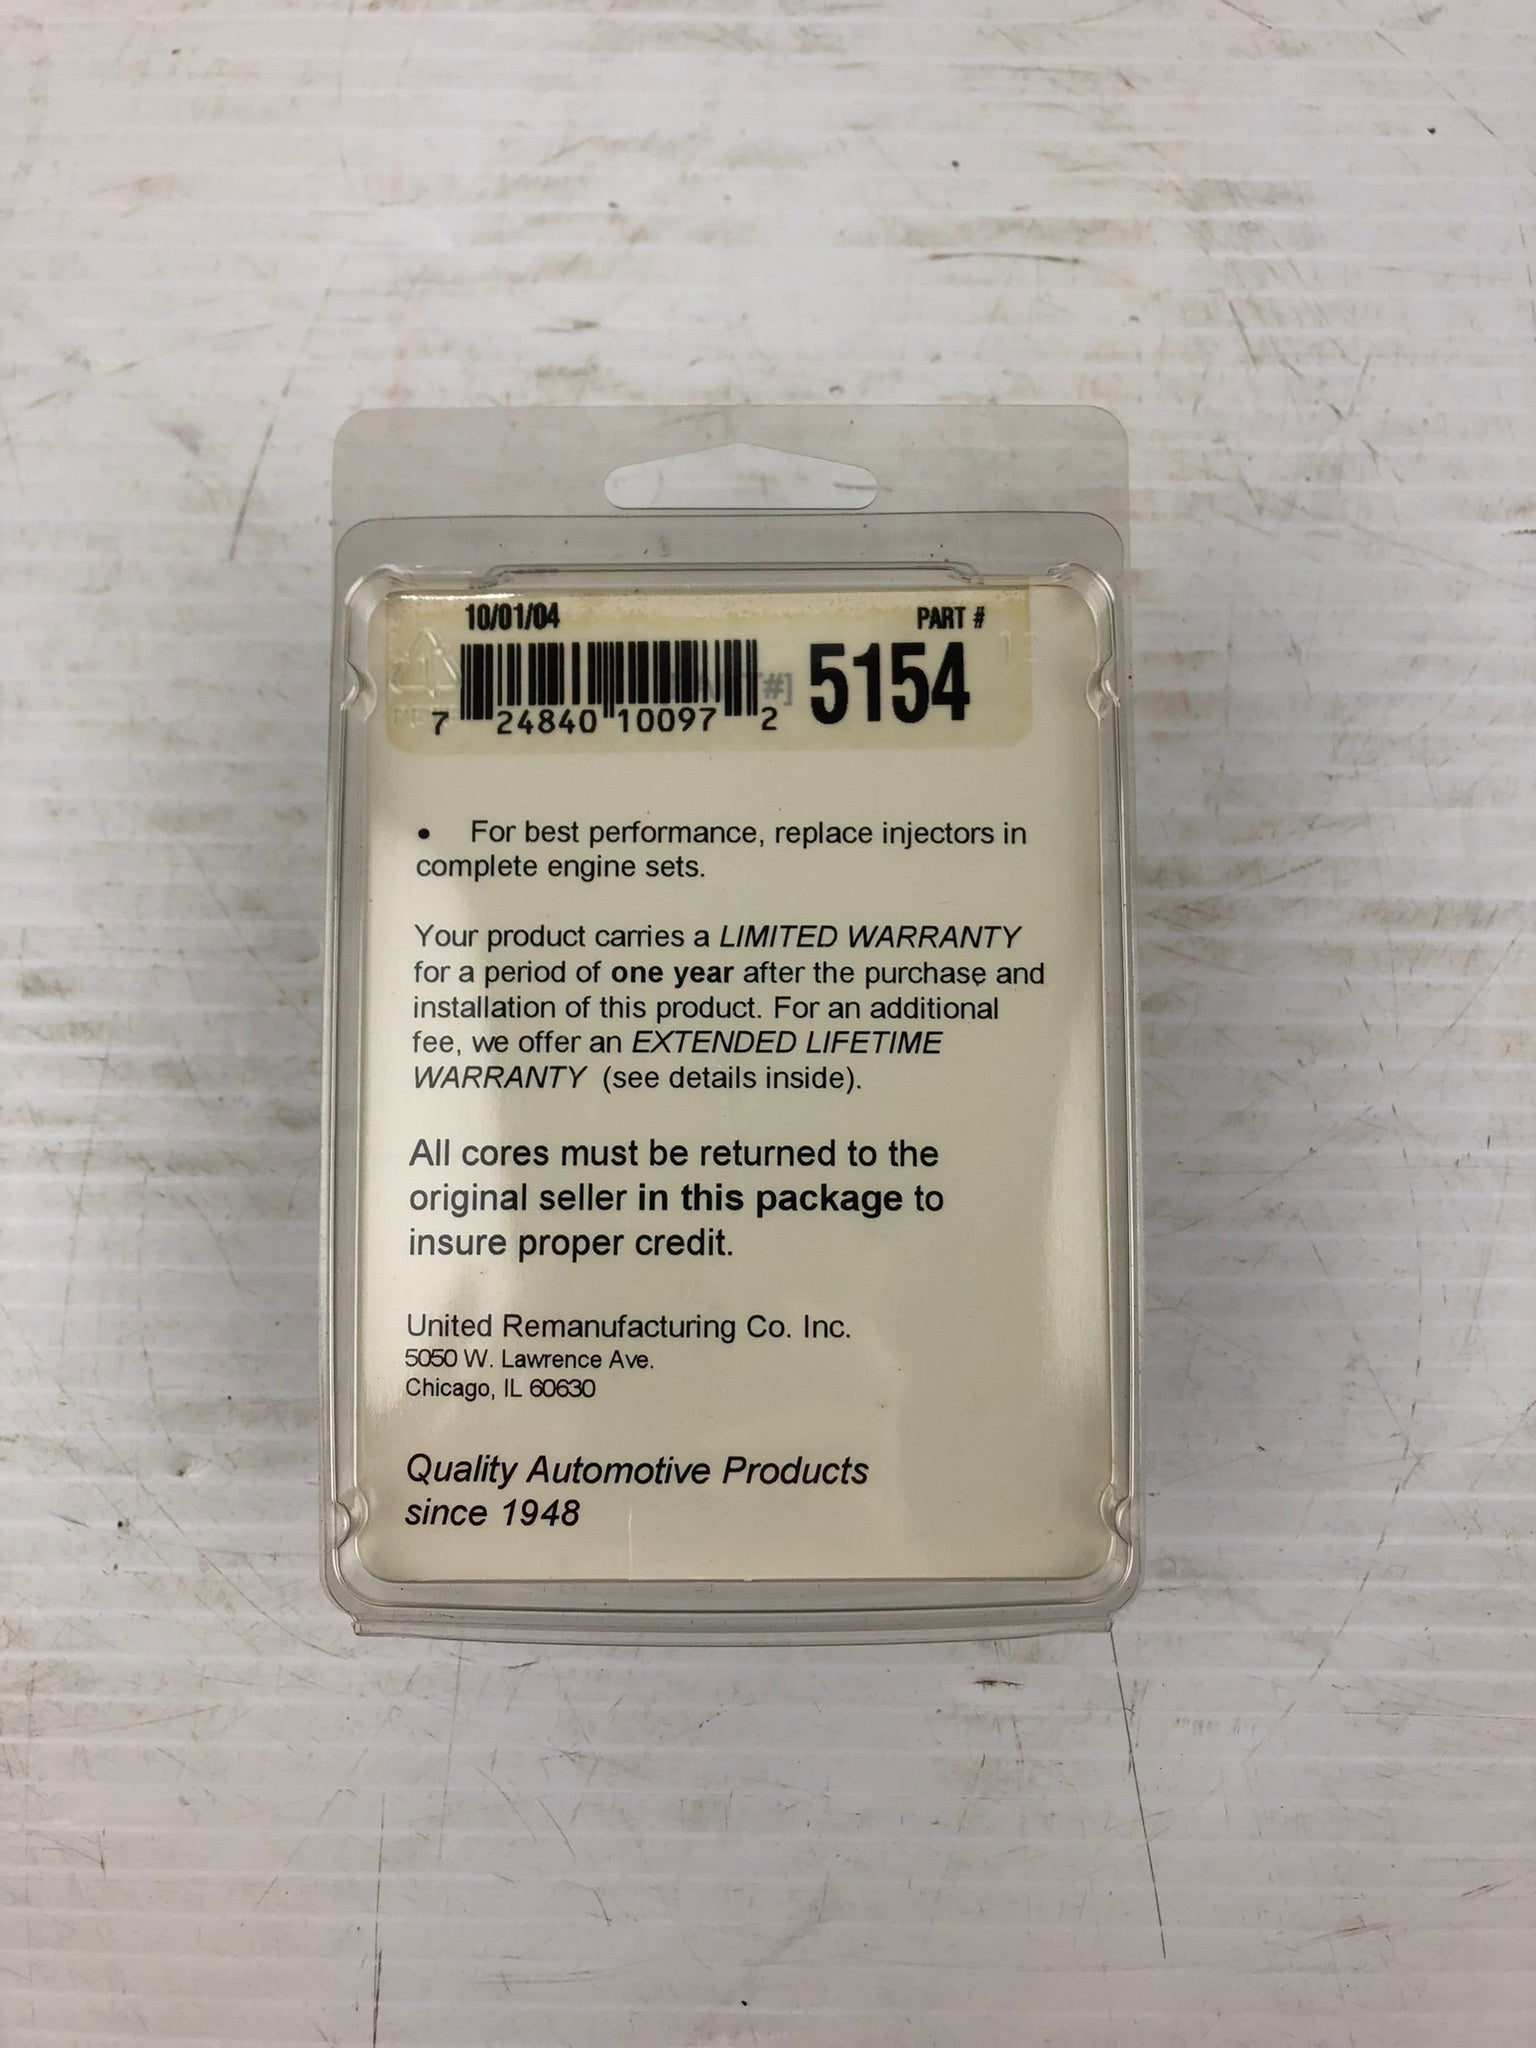 10/01/04 PART #
#] 5154
7 24840 10097 2
• For best performance, replace injectors in
complete engine sets.
Your product carries a LIMITED WARRANTY
for a period of one year after the purchase and
installation of this product. For an additional
fee, we offer an EXTENDED LIFETIME
WARRANTY (see details inside).
All cores must be returned to the
original seller in this package to
insure proper credit.
United Remanufacturing Co. Inc.
5050 W. Lawrence Ave.
Chicago, IL 60630
Quality Automotive Products
since 1948